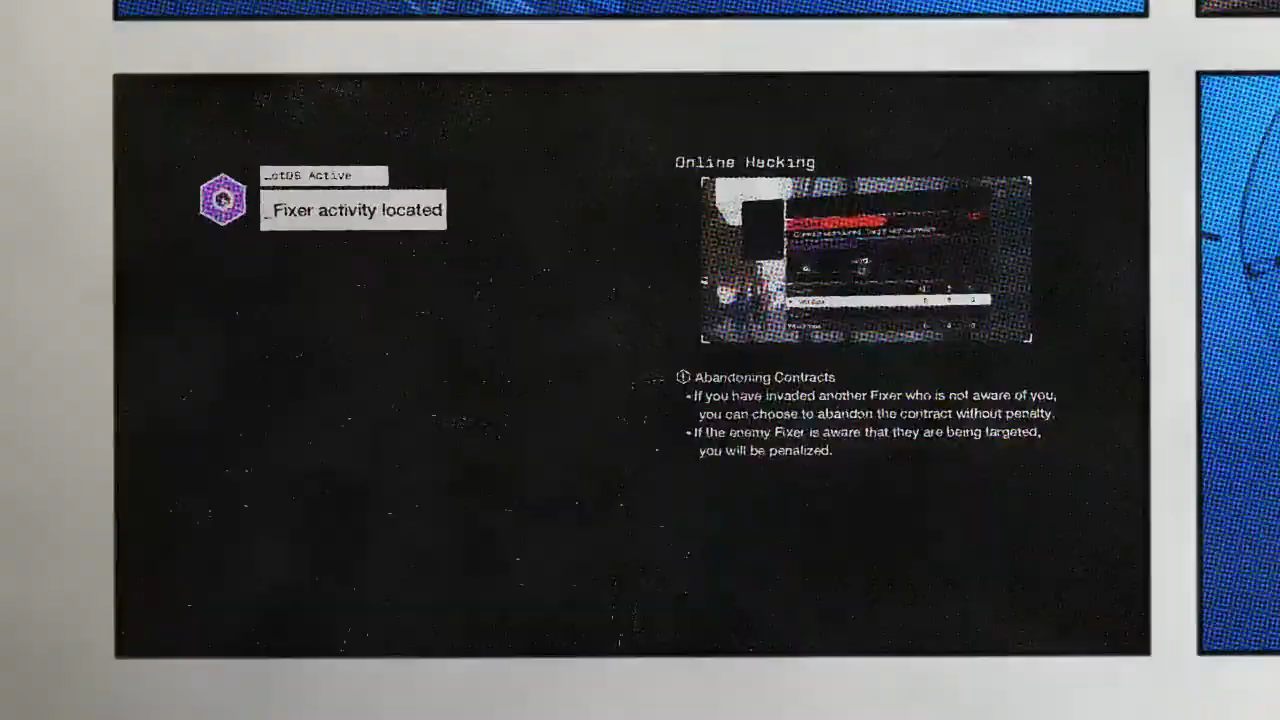 _ctOS Active
_Fixer activity located
Online Hacking
Abandoning Contracts
- If you have invaded another Fixer who is not aware of you,
you can choose to abandon the contract without penalty.
- If the enemy Fixer is aware that they are being targeted,
you will be penalized.